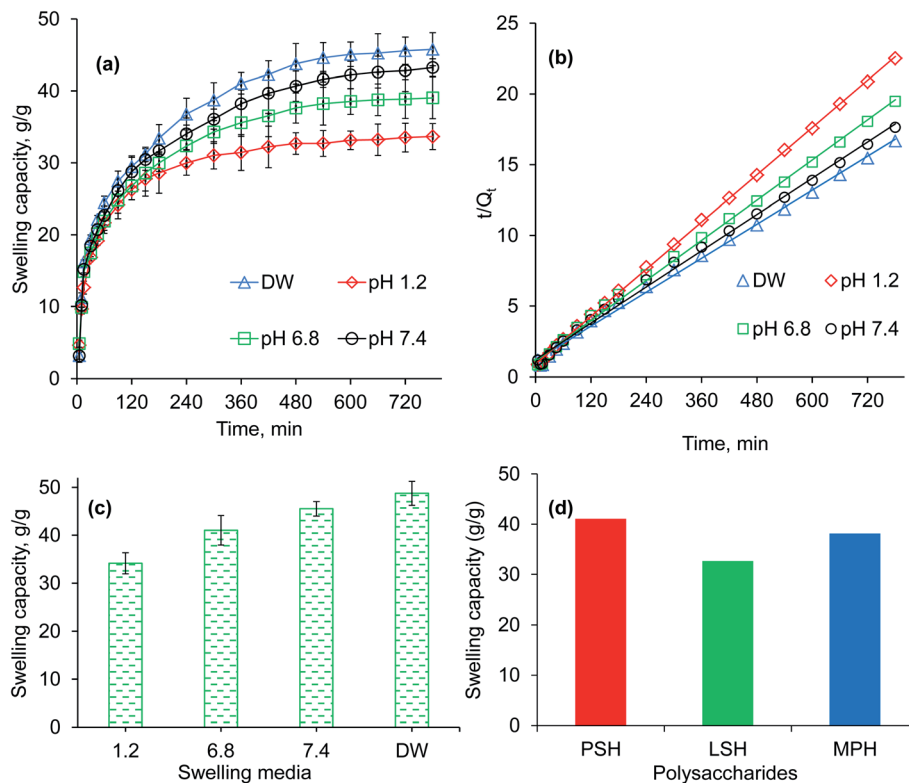 (a)
Swelling capacity, g/g
50
40
30
20
10
0
DW
pH 1.2
pH 6.8
pH 7.4
0 120 240 360 480 600 720
Time, min
(b)
t/Qt
25
20
15
10
5
0
DW
pH 1.2
pH 6.8
pH 7.4
0 120 240 360 480 600 720
Time, min
(c)
Swelling capacity, g/g
50
40
30
20
10
0
1.2 6.8 7.4 DW
Swelling media
(d)
Swelling capacity (g/g)
50
40
30
20
10
0
PSH LSH MPH
Polysaccharides